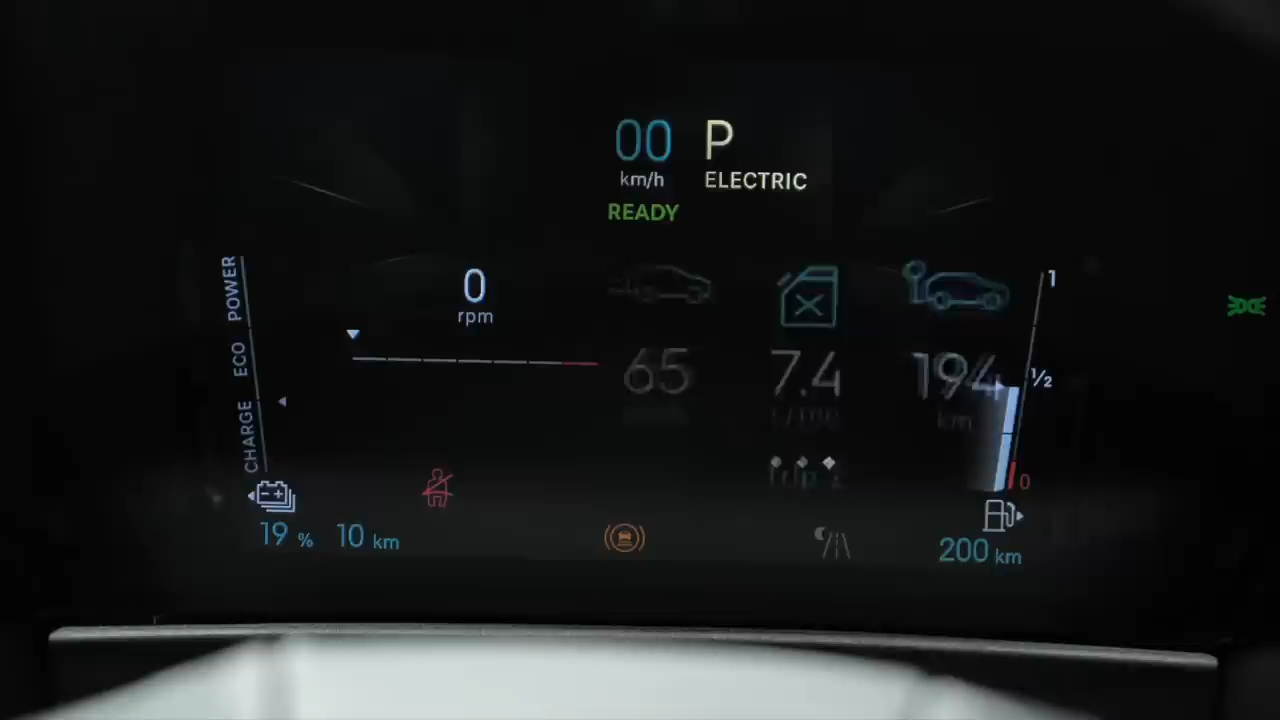 00 P
km/h ELECTRIC
READY
POWER
ECO
CHARGE
0
rpm
65 7.4 194
km
1
1/2
0
19 % 10 km
200 km